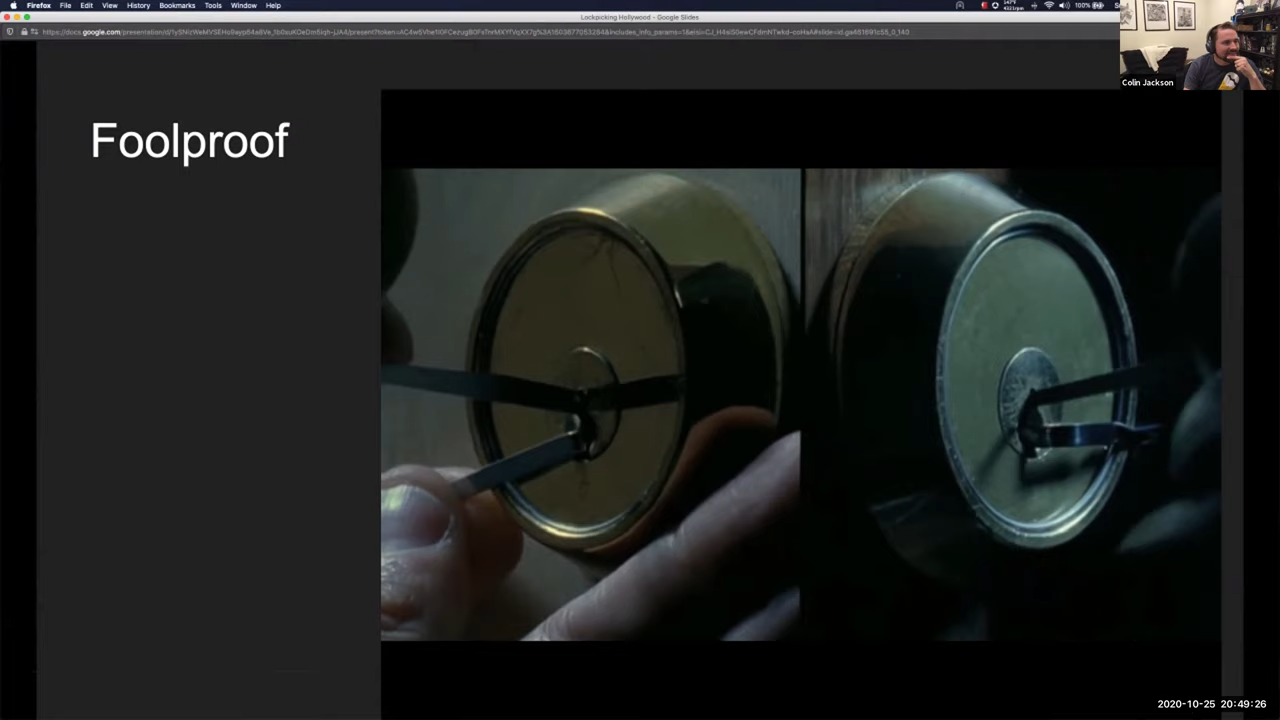 Firefox File Edit View History Bookmarks Tools Window Help
100%
Lockpicking Hollywood - Google Slides
Colin Jackson
Foolproof
2020-10-25 20:49:26